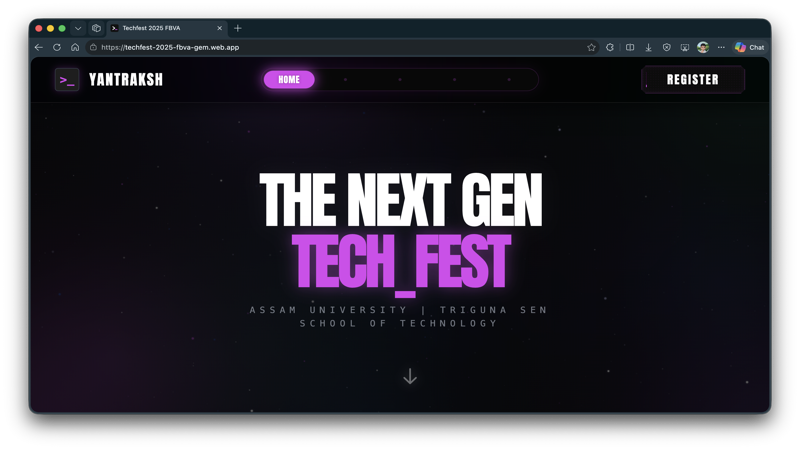 Techfest 2025 FBVA
https://techfest-2025-fbva-gem.web.app
Chat
>_ YANTRAKSH
HOME
REGISTER
THE NEXT GEN
TECH_FEST
ASSAM UNIVERSITY | TRIGUNA SEN
SCHOOL OF TECHNOLOGY